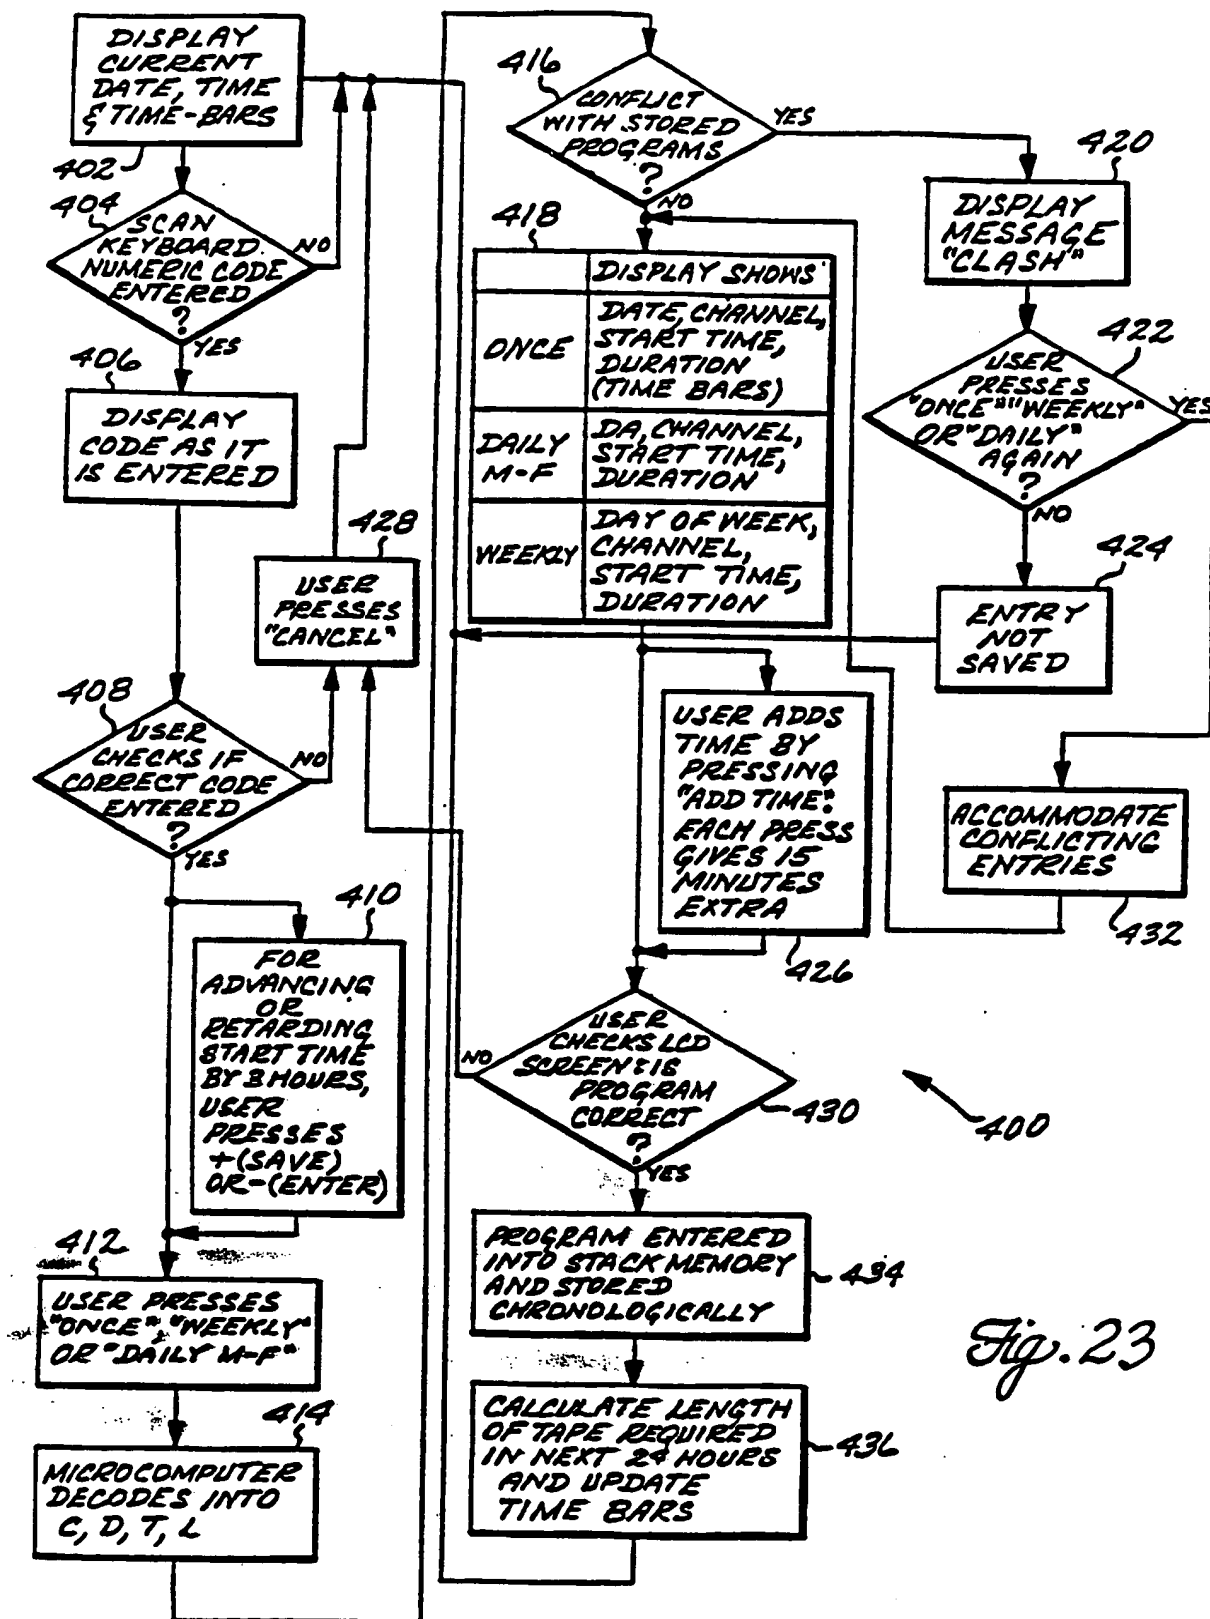 DISPLAY
CURRENT
DATE, TIME
& TIME-BARS
402
404
SCAN
KEYBOARD.
NUMERIC CODE
ENTERED
?
NO
YES
406
DISPLAY
CODE AS IT
IS ENTERED
428
USER
PRESSES
"CANCEL"
408
USER
CHECKS IF
CORRECT CODE
ENTERED
?
NO
YES
410
FOR
ADVANCING
OR
RETARDING
START TIME
BY 3 HOURS,
USER
PRESSES
+(SAVE)
OR-(ENTER)
412
USER PRESSES
"ONCE", "WEEKLY"
OR "DAILY M-F"
414
MICROCOMPUTER
DECODES INTO
C, D, T, L
416
CONFLICT
WITH STORED
PROGRAMS
?
YES
NO
418
DISPLAY SHOWS
ONCE
DATE, CHANNEL,
START TIME,
DURATION
(TIME BARS)
DAILY
M-F
DA, CHANNEL,
START TIME,
DURATION
WEEKLY
DAY OF WEEK,
CHANNEL,
START TIME,
DURATION
420
DISPLAY
MESSAGE
"CLASH"
422
USER
PRESSES
"ONCE" "WEEKLY"
OR "DAILY"
AGAIN
?
YES
NO
424
ENTRY
NOT
SAVED
USER ADDS
TIME BY
PRESSING
"ADD TIME".
EACH PRESS
GIVES 15
MINUTES
EXTRA
426
ACCOMMODATE
CONFLICTING
ENTRIES
432
USER
CHECKS LCD
SCREEN: IS
PROGRAM
CORRECT
?
NO
YES
430
400
PROGRAM ENTERED
INTO STACK MEMORY
AND STORED
CHRONOLOGICALLY
434
CALCULATE LENGTH
OF TAPE REQUIRED
IN NEXT 24 HOURS
AND UPDATE
TIME BARS
436
Fig. 23